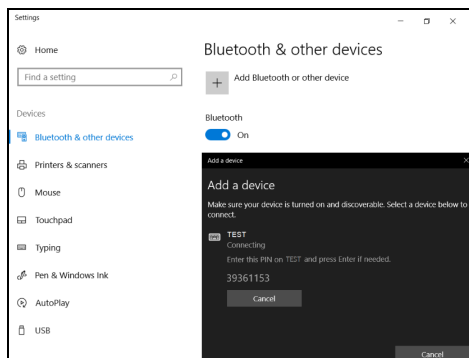 Settings
Home
Find a setting
Devices
Bluetooth & other devices
Printers & scanners
Mouse
Touchpad
Typing
Pen & Windows Ink
AutoPlay
USB
Bluetooth & other devices
Add Bluetooth or other device
Bluetooth
On
Add a device
Add a device
Make sure your device is turned on and discoverable. Select a device below to
connect.
TEST
Connecting
Enter this PIN on TEST and press Enter if needed.
39361153
Cancel
Cancel